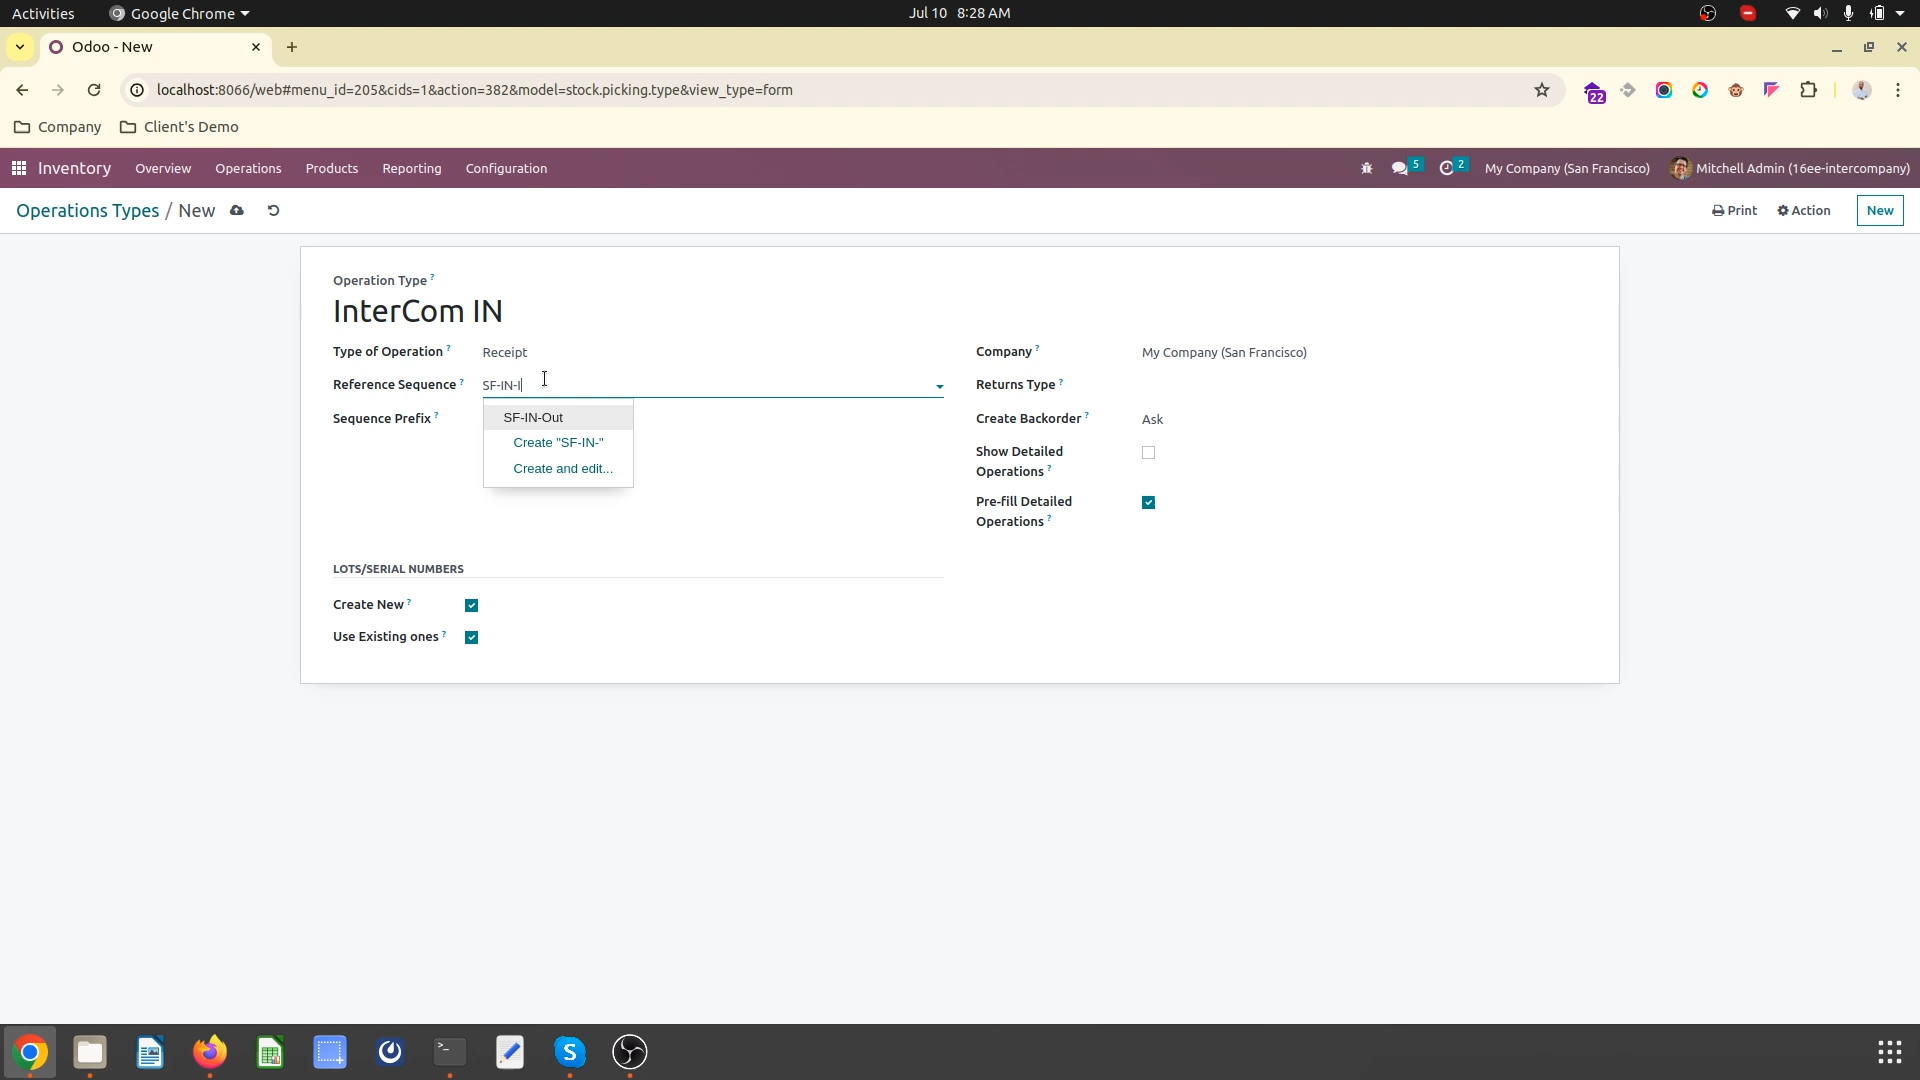 Activities
Google Chrome
Jul 10 8:28 AM
Odoo - New
localhost:8066/web#menu_id=205&cids=1&action=382&model=stock.picking.type&view_type=form
22
Company
Client's Demo
Inventory
Overview
Operations
Products
Reporting
Configuration
5
2
My Company (San Francisco)
Mitchell Admin (16ee-intercompany)
Operations Types / New
Print
Action
New
Operation Type ?
InterCom IN
Type of Operation ?
Receipt
Company ?
My Company (San Francisco)
Reference Sequence ?
SF-IN-I
Returns Type ?
SF-IN-Out
Create "SF-IN-"
Create and edit...
Sequence Prefix ?
Create Backorder ?
Ask
Show Detailed
Operations ?
Pre-fill Detailed
Operations ?
LOTS/SERIAL NUMBERS
Create New ?
Use Existing ones ?